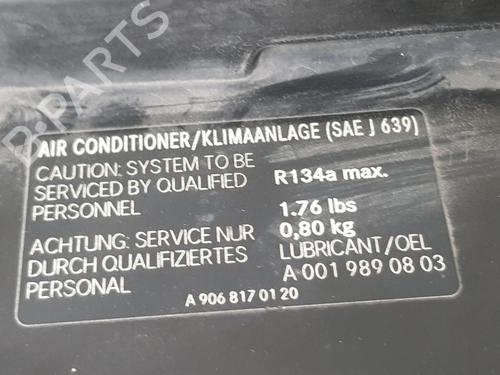 B-PARTS
AIR CONDITIONER/KLIMAANLAGE (SAE J 639)
CAUTION: SYSTEM TO BE
SERVICED BY QUALIFIED
PERSONNEL
R134a max.
1.76 lbs
0,80 kg
ACHTUNG: SERVICE NUR
DURCH QUALIFIZIERTES
PERSONAL
LUBRICANT/OEL
A 001 989 08 03
A 906 817 01 20